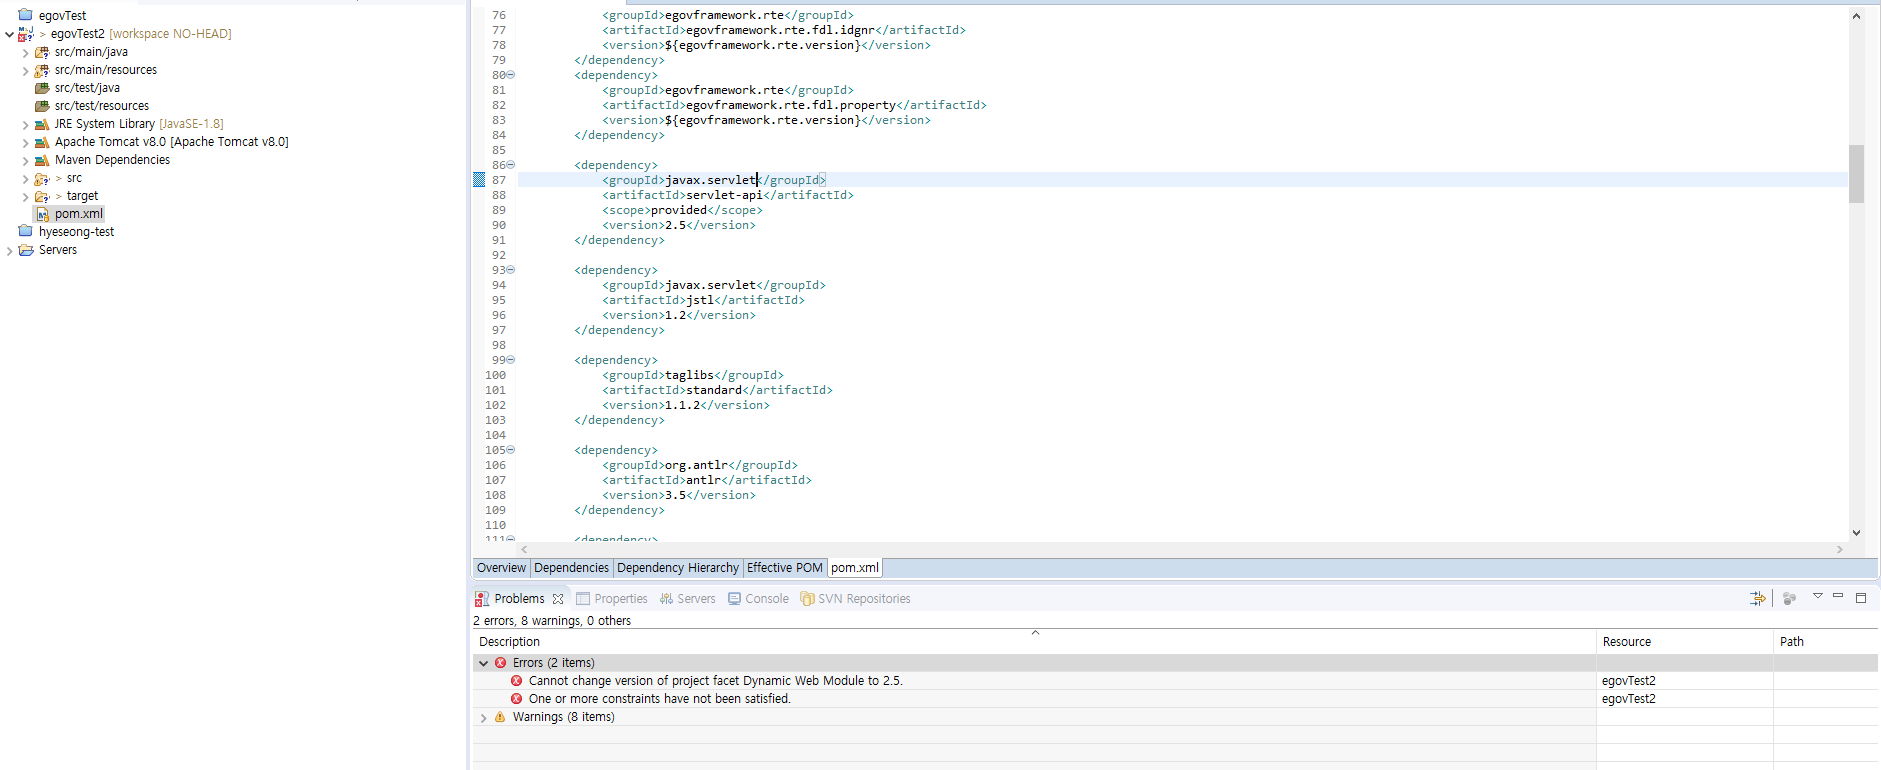 egovTest
> egovTest2 [workspace NO-HEAD]
src/main/java
src/main/resources
src/test/java
src/test/resources
JRE System Library [JavaSE-1.8]
Apache Tomcat v8.0 [Apache Tomcat v8.0]
Maven Dependencies
> src
> target
pom.xml
hyeseong-test
Servers
76 <groupId>egovframework.rte</groupId>
77 <artifactId>egovframework.rte.fdl.idgnr</artifactId>
78 <version>${egovframework.rte.version}</version>
79 </dependency>
80 <dependency>
81 <groupId>egovframework.rte</groupId>
82 <artifactId>egovframework.rte.fdl.property</artifactId>
83 <version>${egovframework.rte.version}</version>
84 </dependency>
85
86 <dependency>
87 <groupId>javax.servlet</groupId>
88 <artifactId>servlet-api</artifactId>
89 <scope>provided</scope>
90 <version>2.5</version>
91 </dependency>
92
93 <dependency>
94 <groupId>javax.servlet</groupId>
95 <artifactId>jstl</artifactId>
96 <version>1.2</version>
97 </dependency>
98
99 <dependency>
100 <groupId>taglibs</groupId>
101 <artifactId>standard</artifactId>
102 <version>1.1.2</version>
103 </dependency>
104
105 <dependency>
106 <groupId>org.antlr</groupId>
107 <artifactId>antlr</artifactId>
108 <version>3.5</version>
109 </dependency>
110
111 <dependency>
Overview Dependencies Dependency Hierarchy Effective POM pom.xml
Problems Properties Servers Console SVN Repositories
2 errors, 8 warnings, 0 others
Description Resource Path
Errors (2 items)
Cannot change version of project facet Dynamic Web Module to 2.5. egovTest2
One or more constraints have not been satisfied. egovTest2
Warnings (8 items)